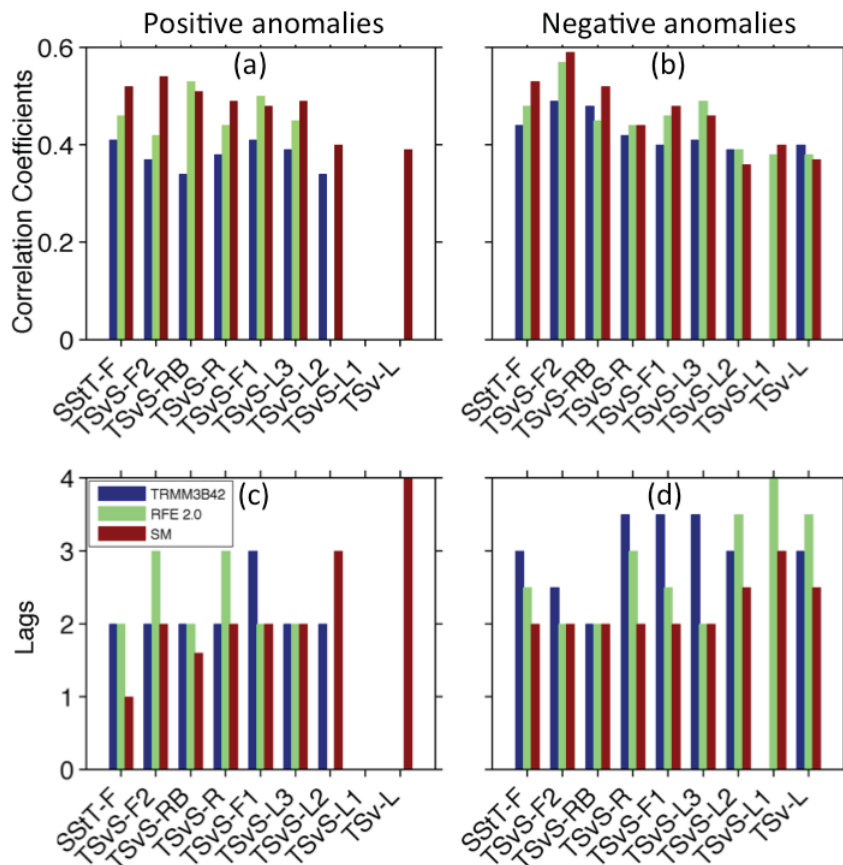 Positive anomalies
Negative anomalies
(a)
(b)
Correlation Coefficients
0.6
0.4
0.2
0
SStT-F
TSvS-F2
TSvS-RB
TSvS-R
TSvS-F1
TSvS-L3
TSvS-L2
TSvS-L1
TSv-L
SStT-F
TSvS-F2
TSvS-RB
TSvS-R
TSvS-F1
TSvS-L3
TSvS-L2
TSvS-L1
TSv-L
(c)
(d)
TRMM3B42
RFE 2.0
SM
Lags
4
3
2
1
0
SStT-F
TSvS-F2
TSvS-RB
TSvS-R
TSvS-F1
TSvS-L3
TSvS-L2
TSvS-L1
TSv-L
SStT-F
TSvS-F2
TSvS-RB
TSvS-R
TSvS-F1
TSvS-L3
TSvS-L2
TSvS-L1
TSv-L